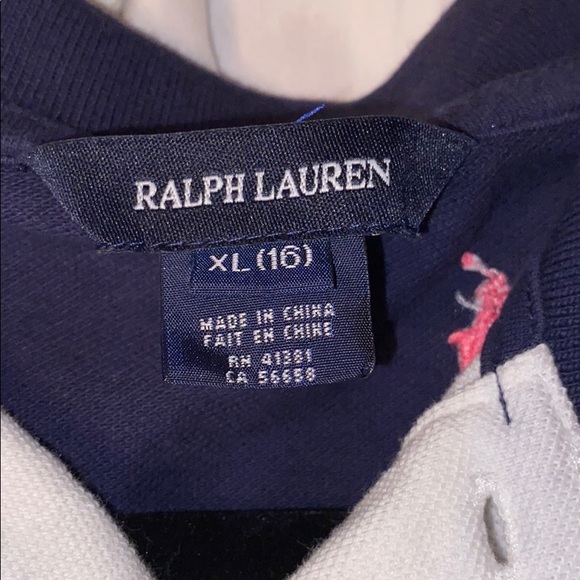 RALPH LAUREN
XL (16)
MADE IN CHINA
FAIT EN CHINE
RN 41381
CA 56658